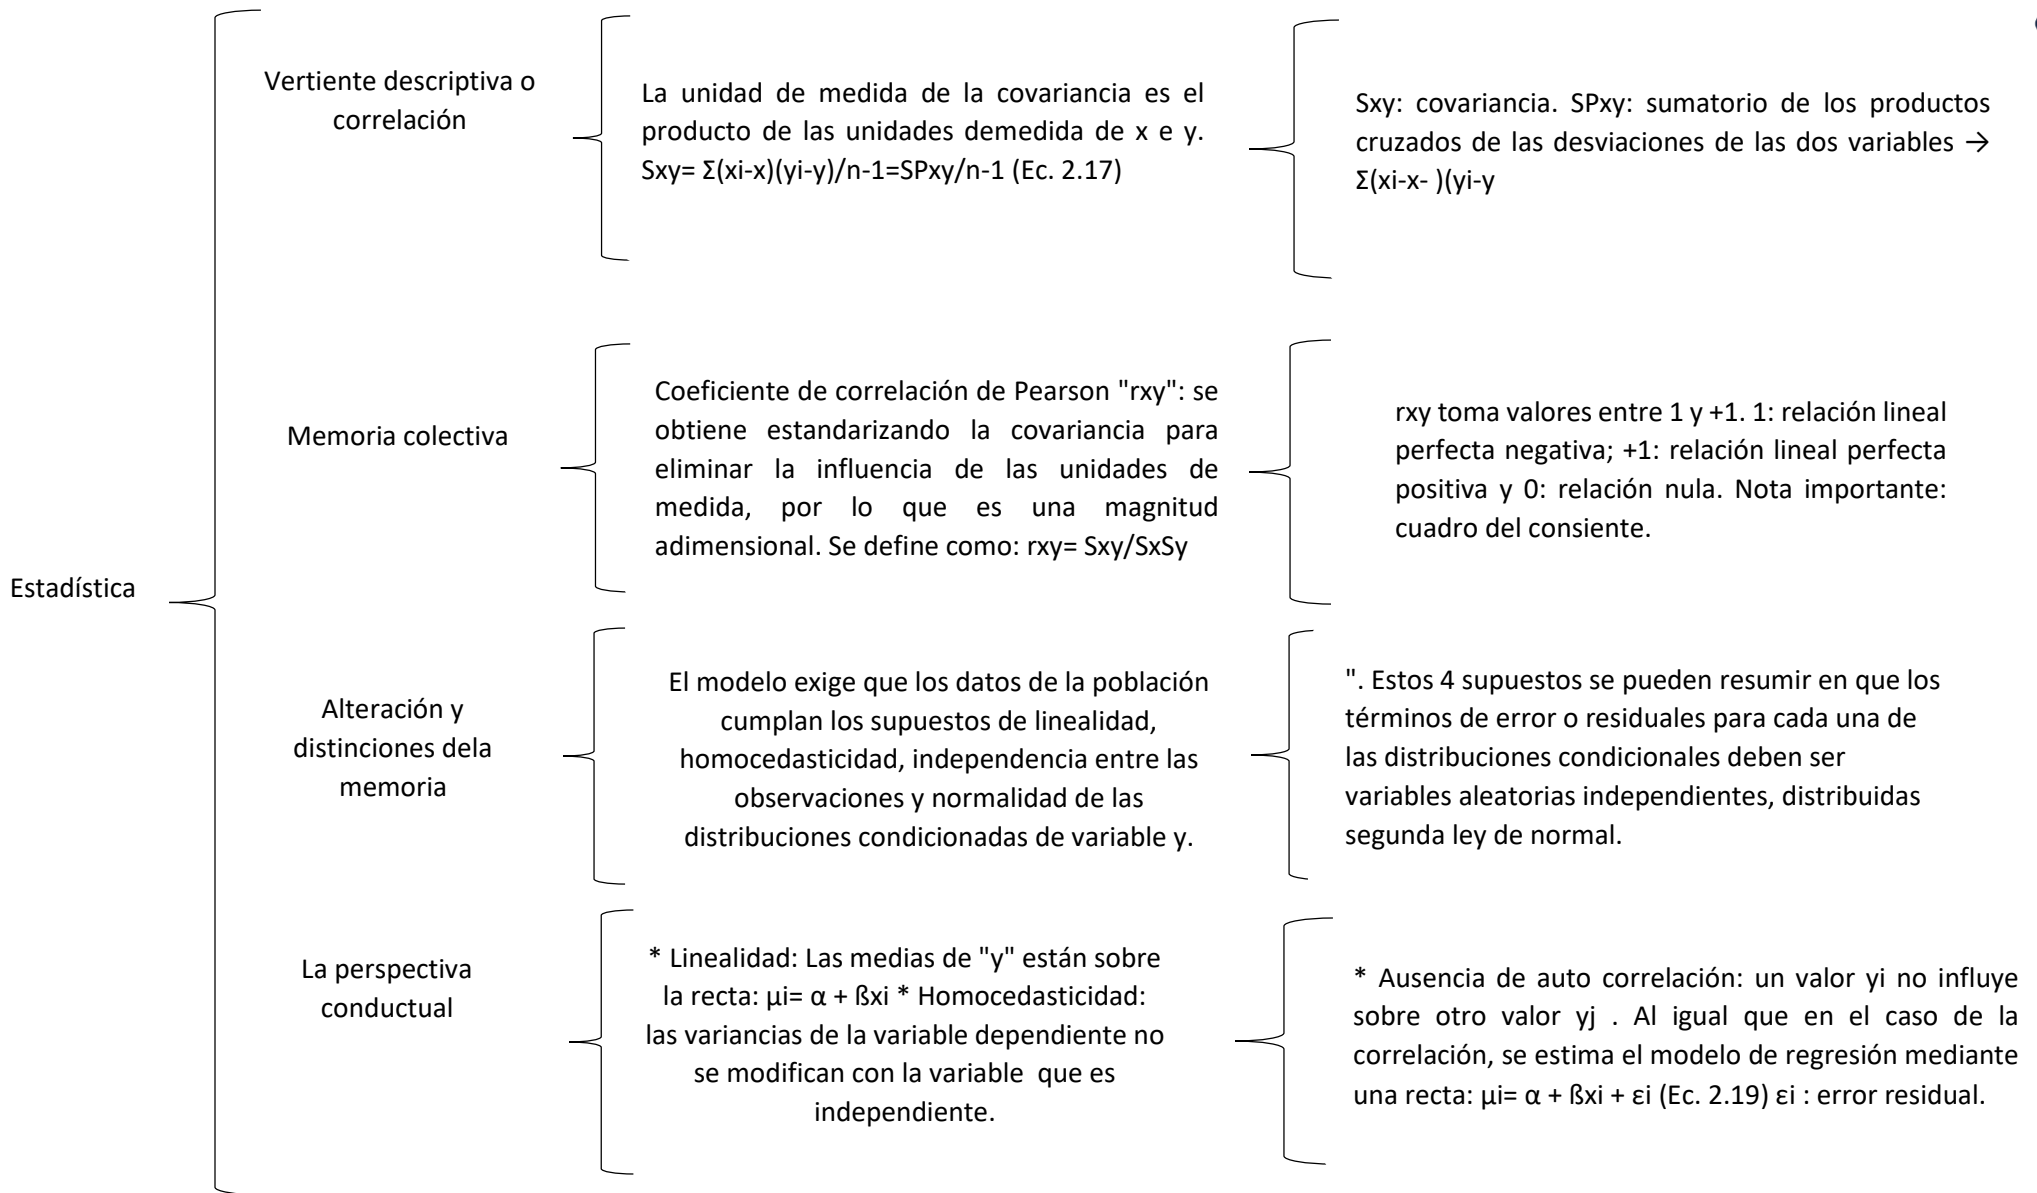 Estadística
Vertiente descriptiva o
correlación
La unidad de medida de la covariancia es el
producto de las unidades demedida de x e y.
Sxy= Σ(xi-x)(yi-y)/n-1=SPxy/n-1 (Ec. 2.17)
Sxy: covariancia. SPxy: sumatorio de los productos
cruzados de las desviaciones de las dos variables →
Σ(xi-x- )(yi-y
Memoria colectiva
Coeficiente de correlación de Pearson "rxy": se
obtiene estandarizando la covariancia para
eliminar la influencia de las unidades de
medida, por lo que es una magnitud
adimensional. Se define como: rxy= Sxy/SxSy
rxy toma valores entre 1 y +1. 1: relación lineal
perfecta negativa; +1: relación lineal perfecta
positiva y 0: relación nula. Nota importante:
cuadro del consiente.
Alteración y
distinciones dela
memoria
El modelo exige que los datos de la población
cumplan los supuestos de linealidad,
homocedasticidad, independencia entre las
observaciones y normalidad de las
distribuciones condicionadas de variable y.
". Estos 4 supuestos se pueden resumir en que los
términos de error o residuales para cada una de
las distribuciones condicionales deben ser
variables aleatorias independientes, distribuidas
segunda ley de normal.
La perspectiva
conductual
* Linealidad: Las medias de "y" están sobre
la recta: μi= α + ßxi * Homocedasticidad:
las variancias de la variable dependiente no
se modifican con la variable que es
independiente.
* Ausencia de auto correlación: un valor yi no influye
sobre otro valor yj . Al igual que en el caso de la
correlación, se estima el modelo de regresión mediante
una recta: μi= α + ßxi + εi (Ec. 2.19) εi : error residual.